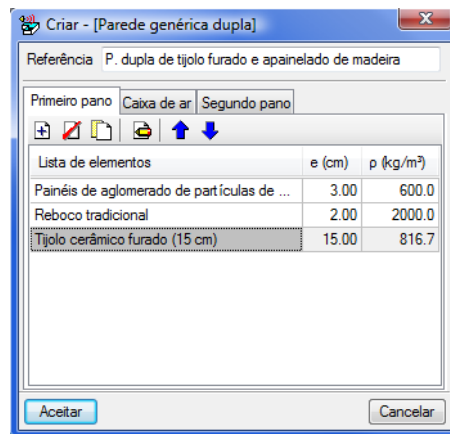 Criar - [Parede genérica dupla]
Referência P. dupla de tijolo furado e apainelado de madeira
Primeiro pano Caixa de ar Segundo pano
Lista de elementos e (cm) ρ (kg/m³)
Painéis de aglomerado de partículas de ... 3.00 600.0
Reboco tradicional 2.00 2000.0
Tijolo cerâmico furado (15 cm) 15.00 816.7
Aceitar Cancelar